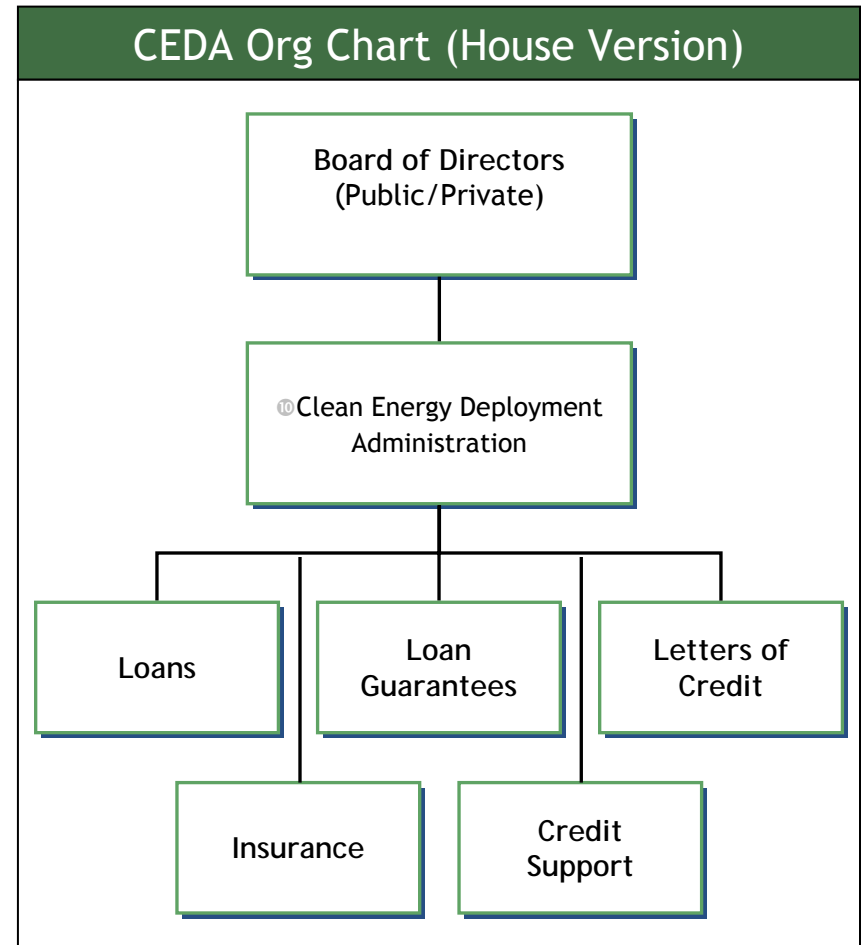 CEDA Org Chart (House Version)
Board of Directors
(Public/Private)
❿Clean Energy Deployment
Administration
Loans
Loan
Guarantees
Letters of
Credit
Insurance
Credit
Support